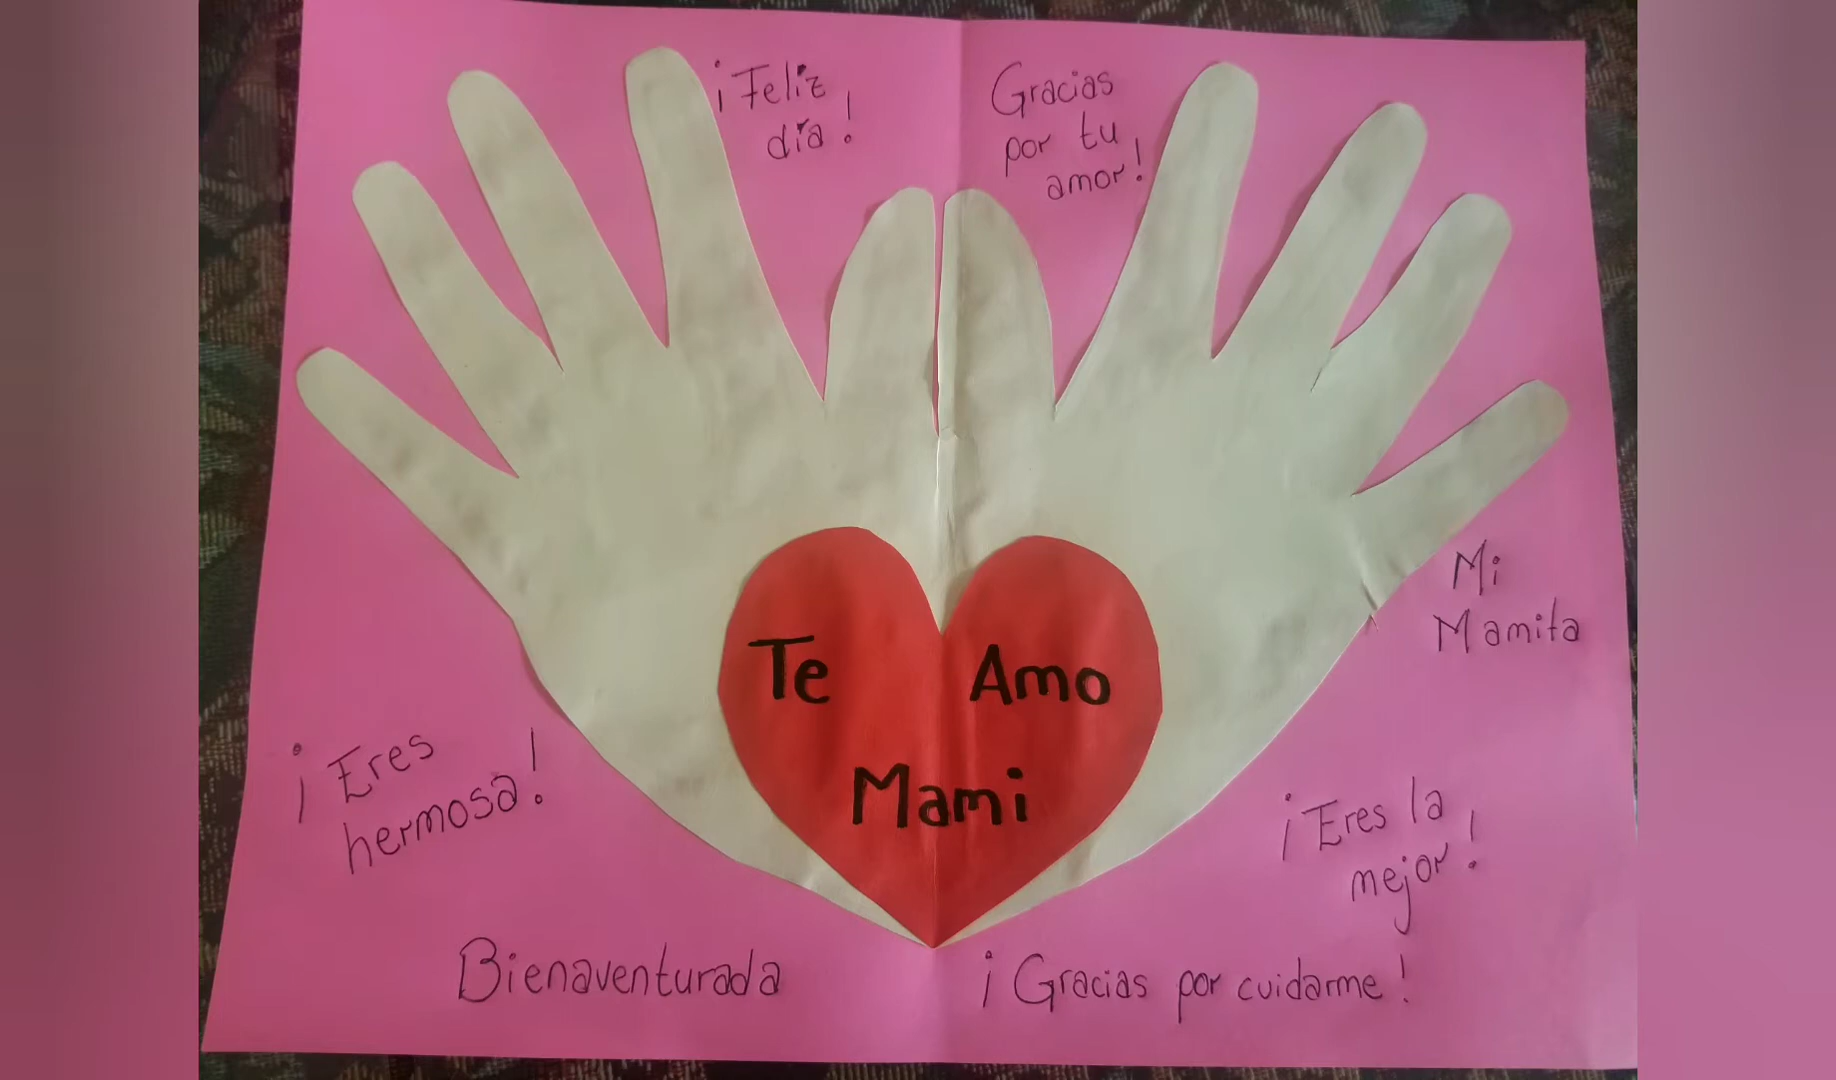 ¡Feliz
día!
Gracias
por tu
amor!
Mi
Mamita
Te Amo
Mami
¡Eres
hermosa!
¡Eres la
mejor!
Bienaventurada
¡Gracias por cuidarme!